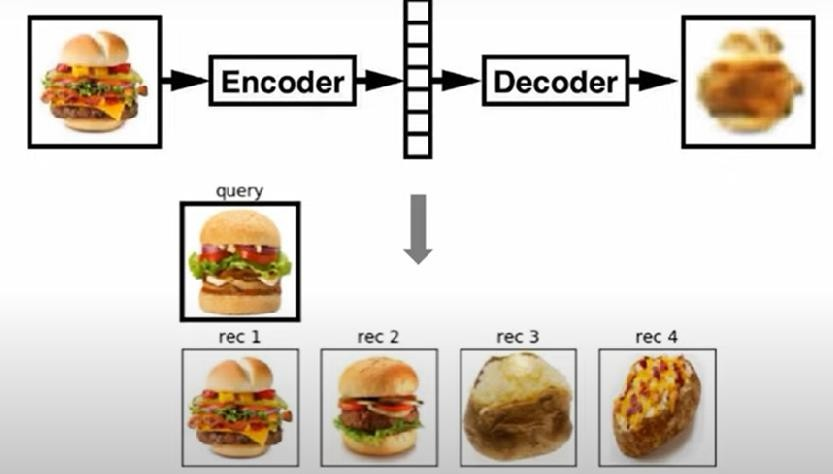 Encoder
Decoder
query
rec 1
rec 2
rec 3
rec 4